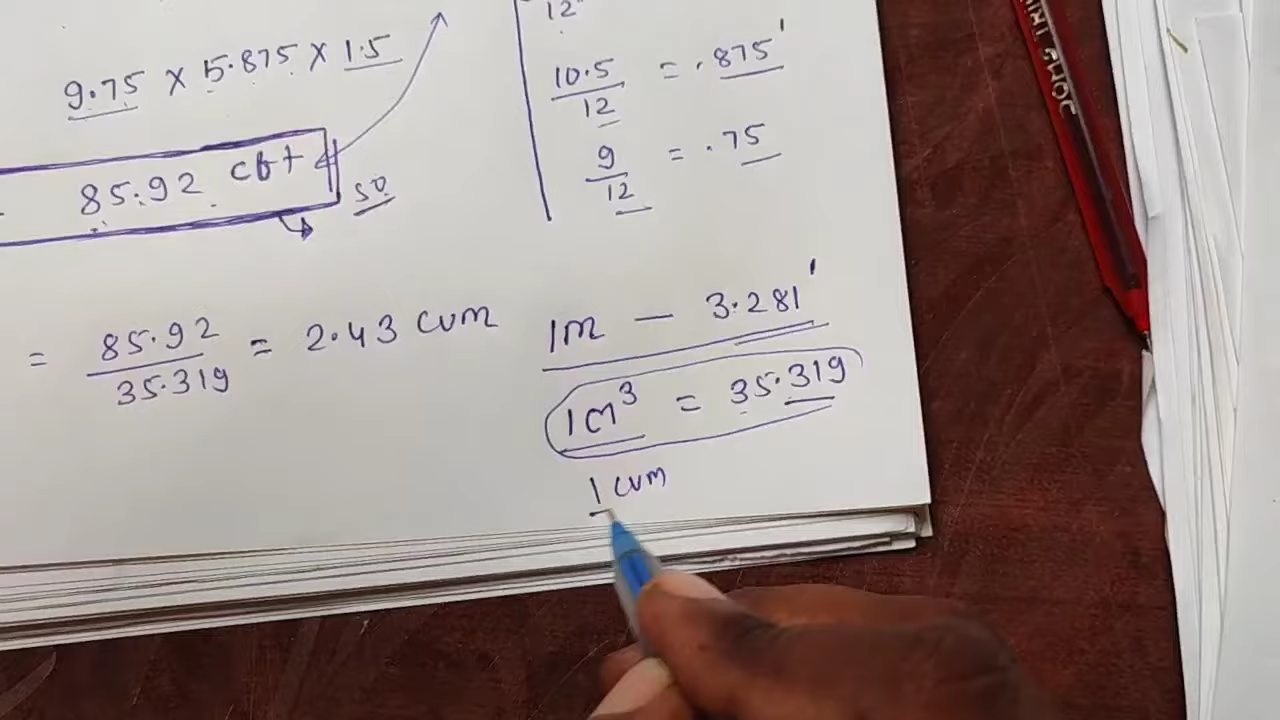 9.75 × 5.875 × 1.5
85.92 cft
so
= 85.92 / 35.319 = 2.43 cum
12
10.5 / 12 = .875'
9 / 12 = .75
1m — 3.281'
1m³ = 35.319
1 cum